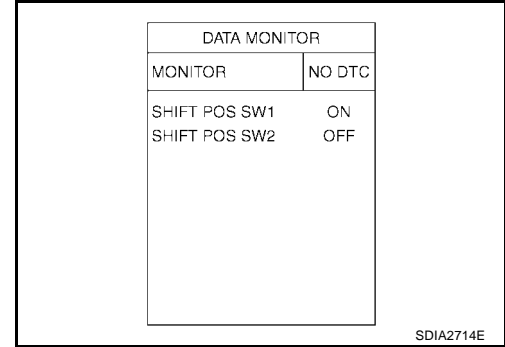 DATA MONITOR
MONITOR NO DTC
SHIFT POS SW1 ON
SHIFT POS SW2 OFF
SDIA2714E